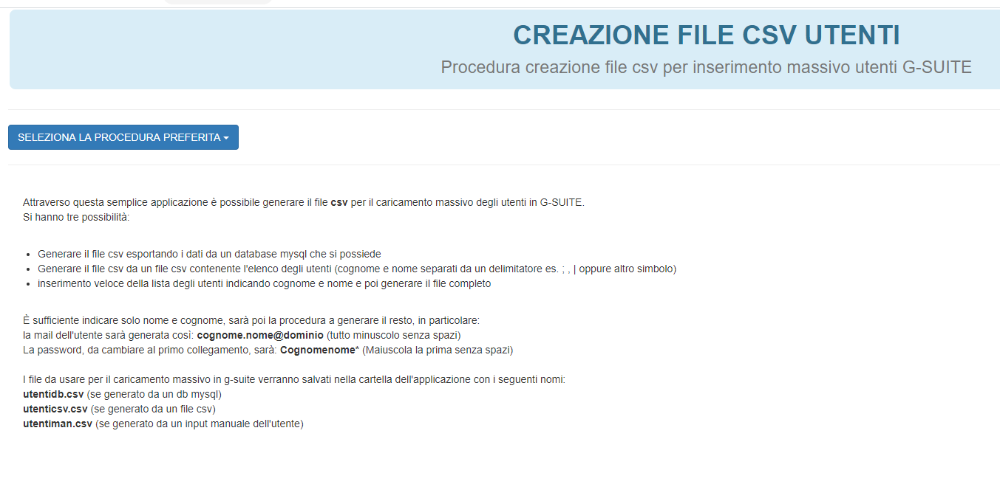 CREAZIONE FILE CSV UTENTI
Procedura creazione file csv per inserimento massivo utenti G-SUITE
SELEZIONA LA PROCEDURA PREFERITA
Attraverso questa semplice applicazione è possibile generare il file csv per il caricamento massivo degli utenti in G-SUITE.
Si hanno tre possibilità:
• Generare il file csv esportando i dati da un database mysql che si possiede
• Generare il file csv da un file csv contenente l'elenco degli utenti (cognome e nome separati da un delimitatore es. ; , | oppure altro simbolo)
• inserimento veloce della lista degli utenti indicando cognome e nome e poi generare il file completo
È sufficiente indicare solo nome e cognome, sarà poi la procedura a generare il resto, in particolare:
la mail dell'utente sarà generata così: cognome.nome@dominio (tutto minuscolo senza spazi)
La password, da cambiare al primo collegamento, sarà: Cognomenome* (Maiuscola la prima senza spazi)
I file da usare per il caricamento massivo in g-suite verranno salvati nella cartella dell'applicazione con i seguenti nomi:
utentidb.csv (se generato da un db mysql)
utenticsv.csv (se generato da un file csv)
utentiman.csv (se generato da un input manuale dell'utente)